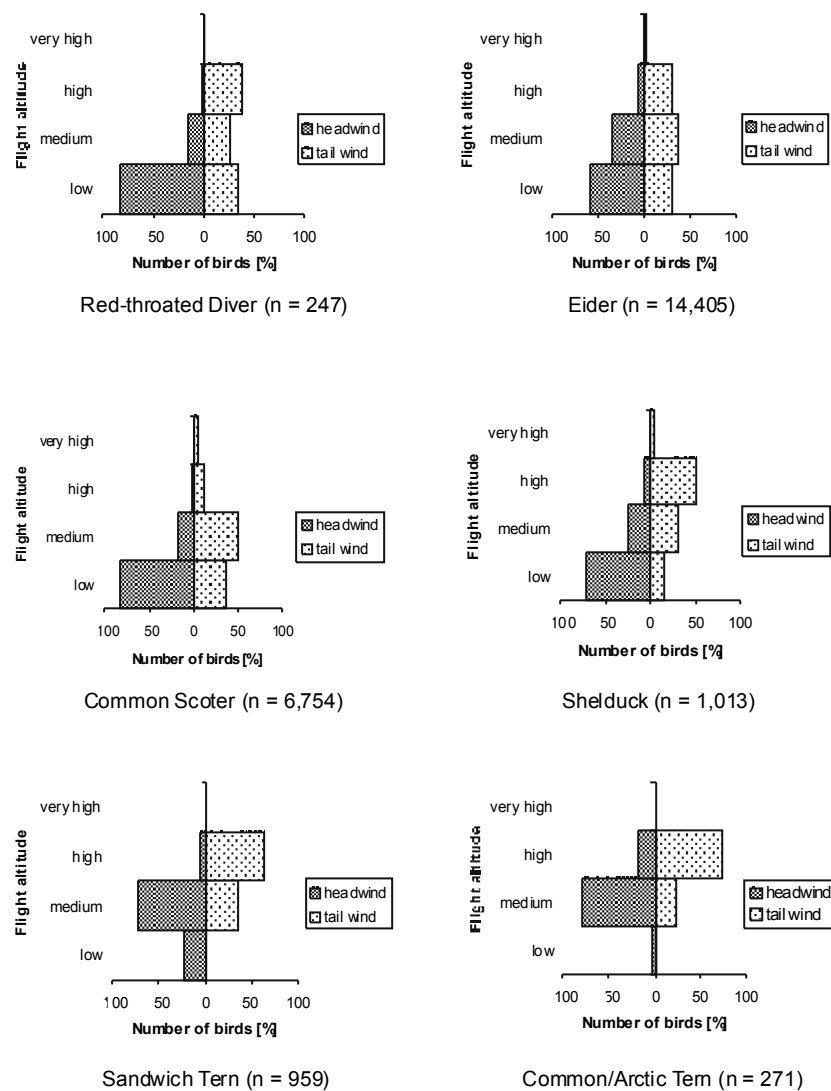 very high
high
medium
low
Flight altitude
headwind
tail wind
100 50 0 50 100
Number of birds [%]
Red-throated Diver (n = 247)
very high
high
medium
low
Flight altitude
headwind
tail wind
100 50 0 50 100
Number of birds [%]
Eider (n = 14,405)
very high
high
medium
low
Flight altitude
headwind
tail wind
100 50 0 50 100
Number of birds [%]
Common Scoter (n = 6,754)
very high
high
medium
low
Flight altitude
headwind
tail wind
100 50 0 50 100
Number of birds [%]
Shelduck (n = 1,013)
very high
high
medium
low
Flight altitude
headwind
tail wind
100 50 0 50 100
Number of birds [%]
Sandwich Tern (n = 959)
very high
high
medium
low
Flight altitude
headwind
tail wind
100 50 0 50 100
Number of birds [%]
Common/Arctic Tern (n = 271)